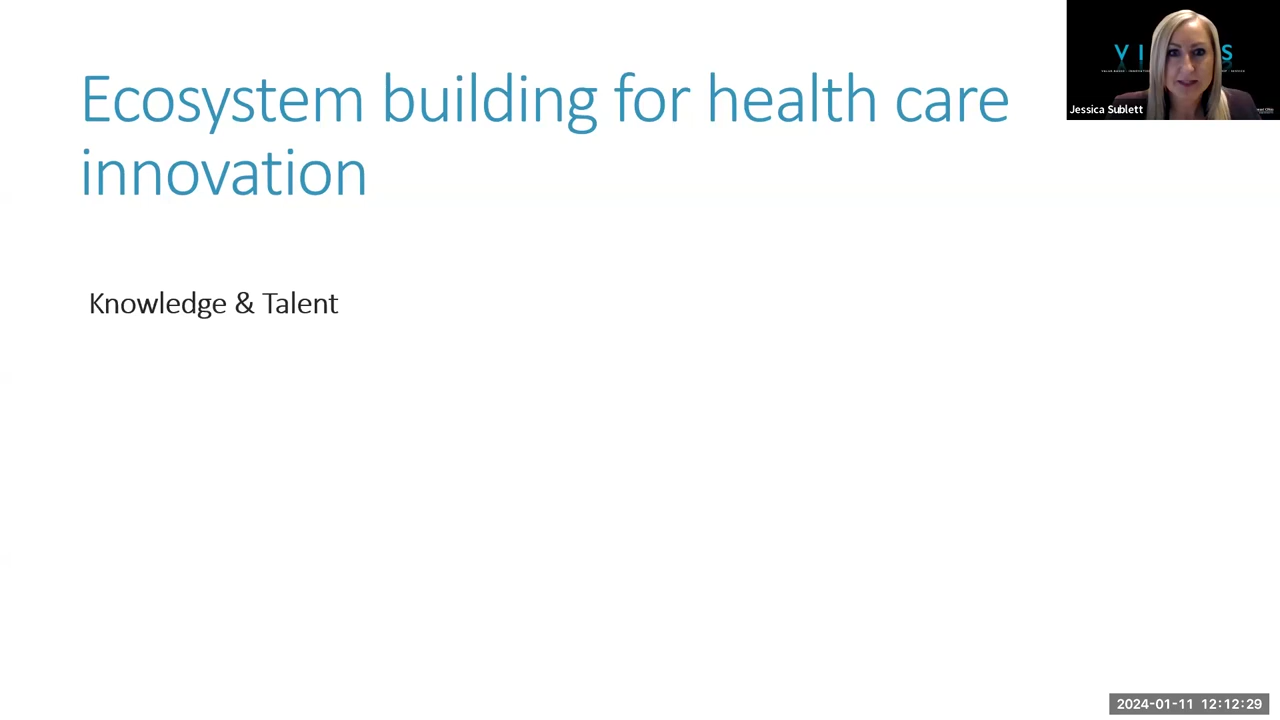 Ecosystem building for health care
innovation
Jessica Sublett
Knowledge & Talent
2024-01-11 12:12:29